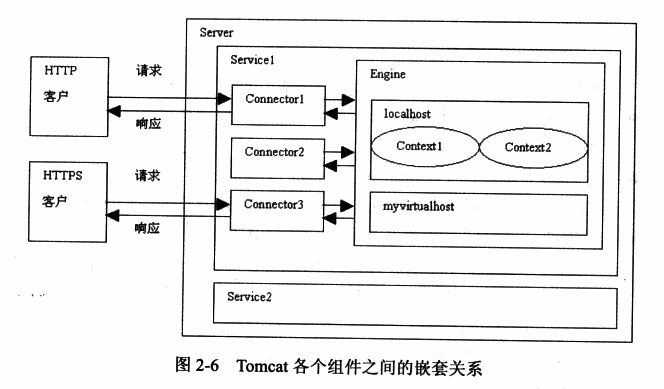 Server
Service1
HTTP
客户
请求
响应
Connector1
Engine
localhost
Context1
Context2
Connector2
HTTPS
客户
请求
响应
Connector3
myvirtualhost
Service2
图 2-6 Tomcat 各个组件之间的嵌套关系